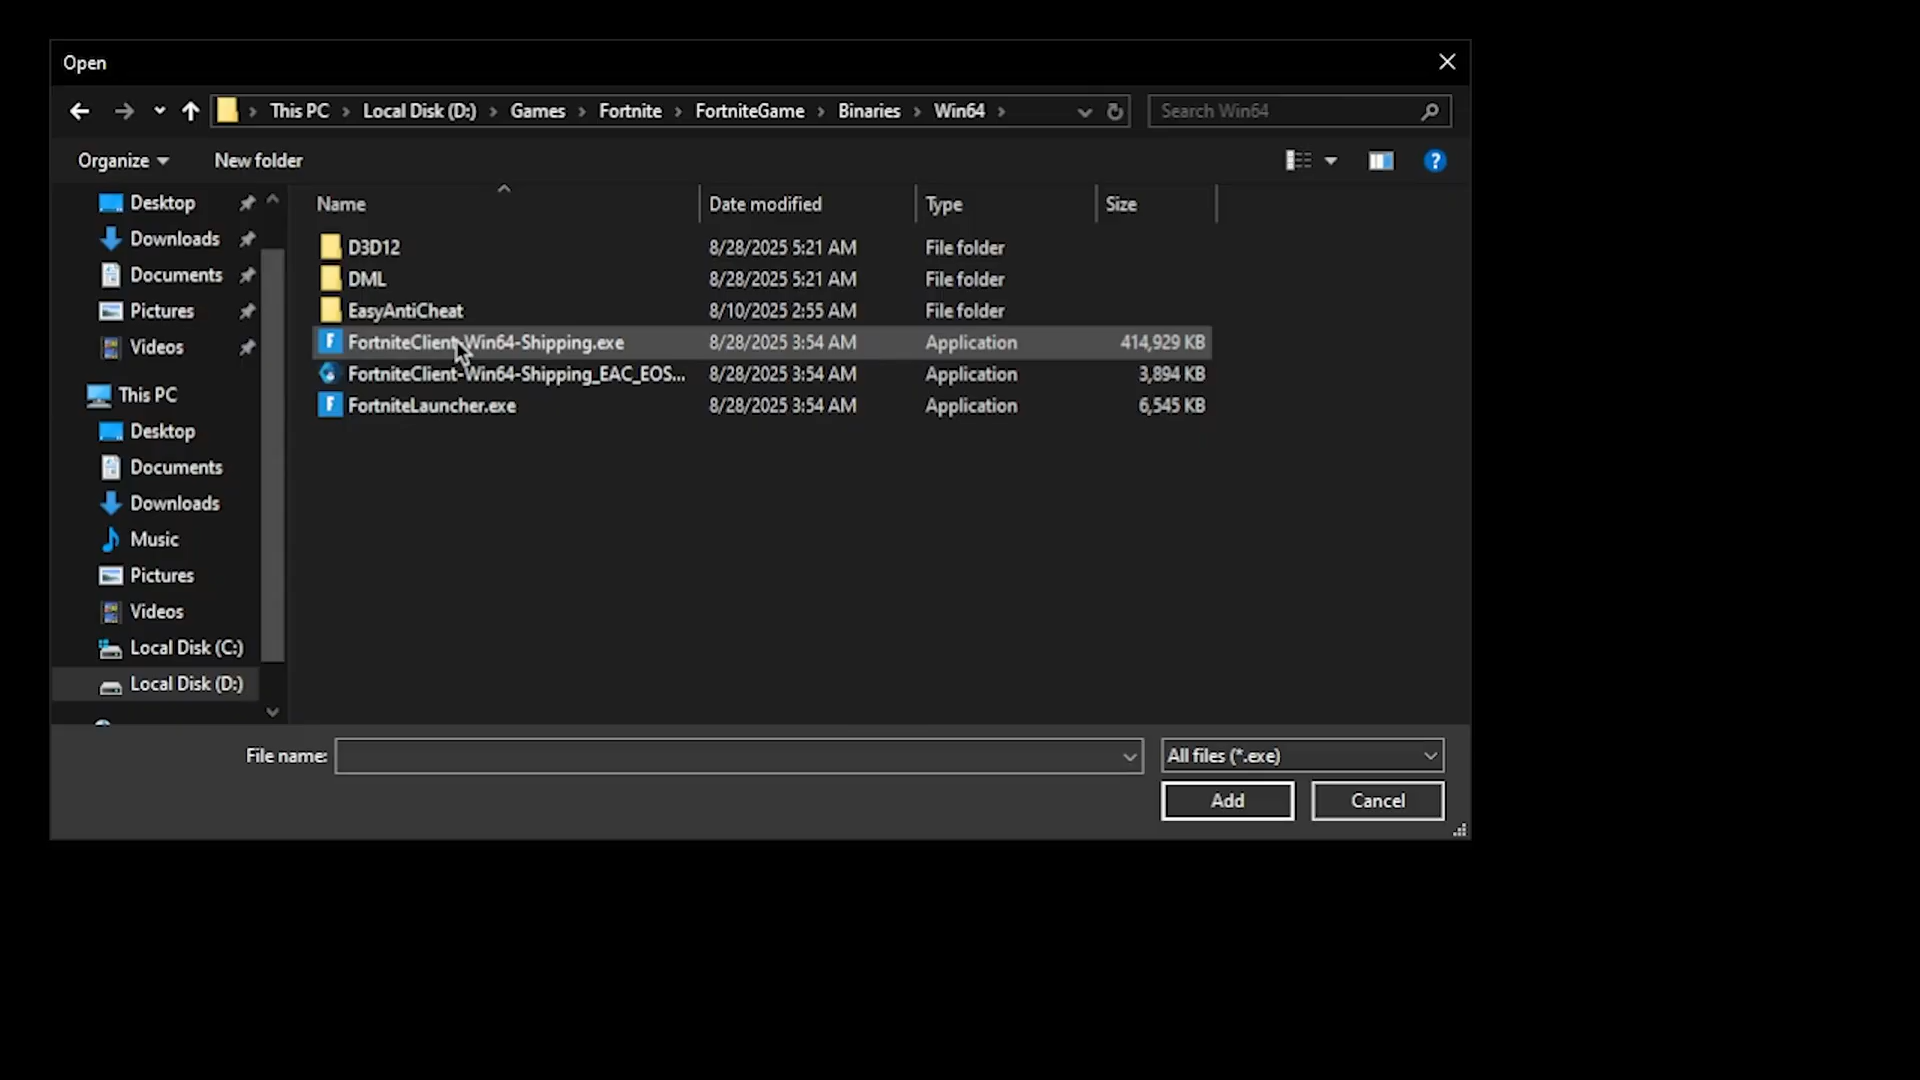 Open
This PC > Local Disk (D:) > Games > Fortnite > FortniteGame > Binaries > Win64 >
Search Win64
Organize
New folder
Name
Date modified
Type
Size
Desktop
Downloads
Documents
Pictures
Videos
This PC
Desktop
Documents
Downloads
Music
Pictures
Videos
Local Disk (C:)
Local Disk (D:)
D3D12 8/28/2025 5:21 AM File folder
DML 8/28/2025 5:21 AM File folder
EasyAntiCheat 8/10/2025 2:55 AM File folder
FortniteClient-Win64-Shipping.exe 8/28/2025 3:54 AM Application 414,929 KB
FortniteClient-Win64-Shipping_EAC_EOS... 8/28/2025 3:54 AM Application 3,894 KB
FortniteLauncher.exe 8/28/2025 3:54 AM Application 6,545 KB
File name:
All files (*.exe)
Add
Cancel